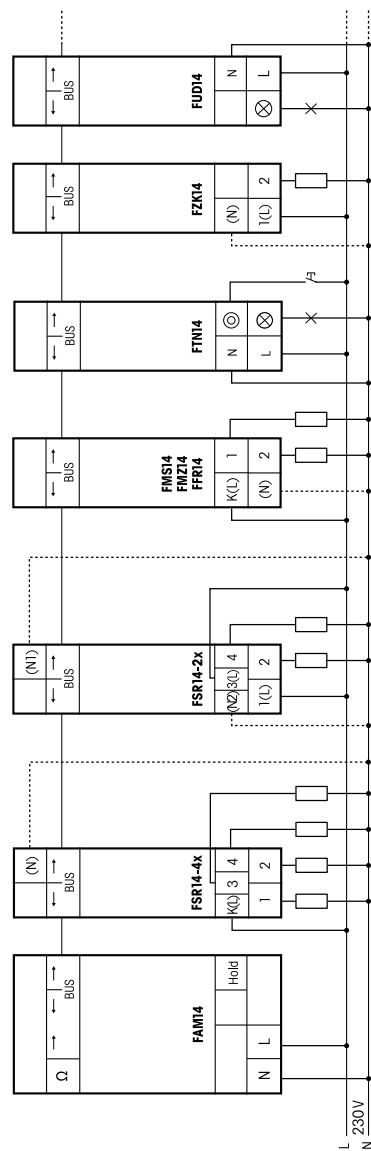 N
L
BUS
FUD14
2
(N)
1(L)
BUS
FZK14
N
L
BUS
FTN14
FMS14
FMZ14
FFR14
1
2
K(L)
(N)
BUS
(N1)
4
2
(N2)
3(L)
1(L)
BUS
FSR14-2x
(N)
4
3
2
K(L)
1
BUS
FSR14-4x
Hold
BUS
FAM14
Ω
L
N
L
230V
N